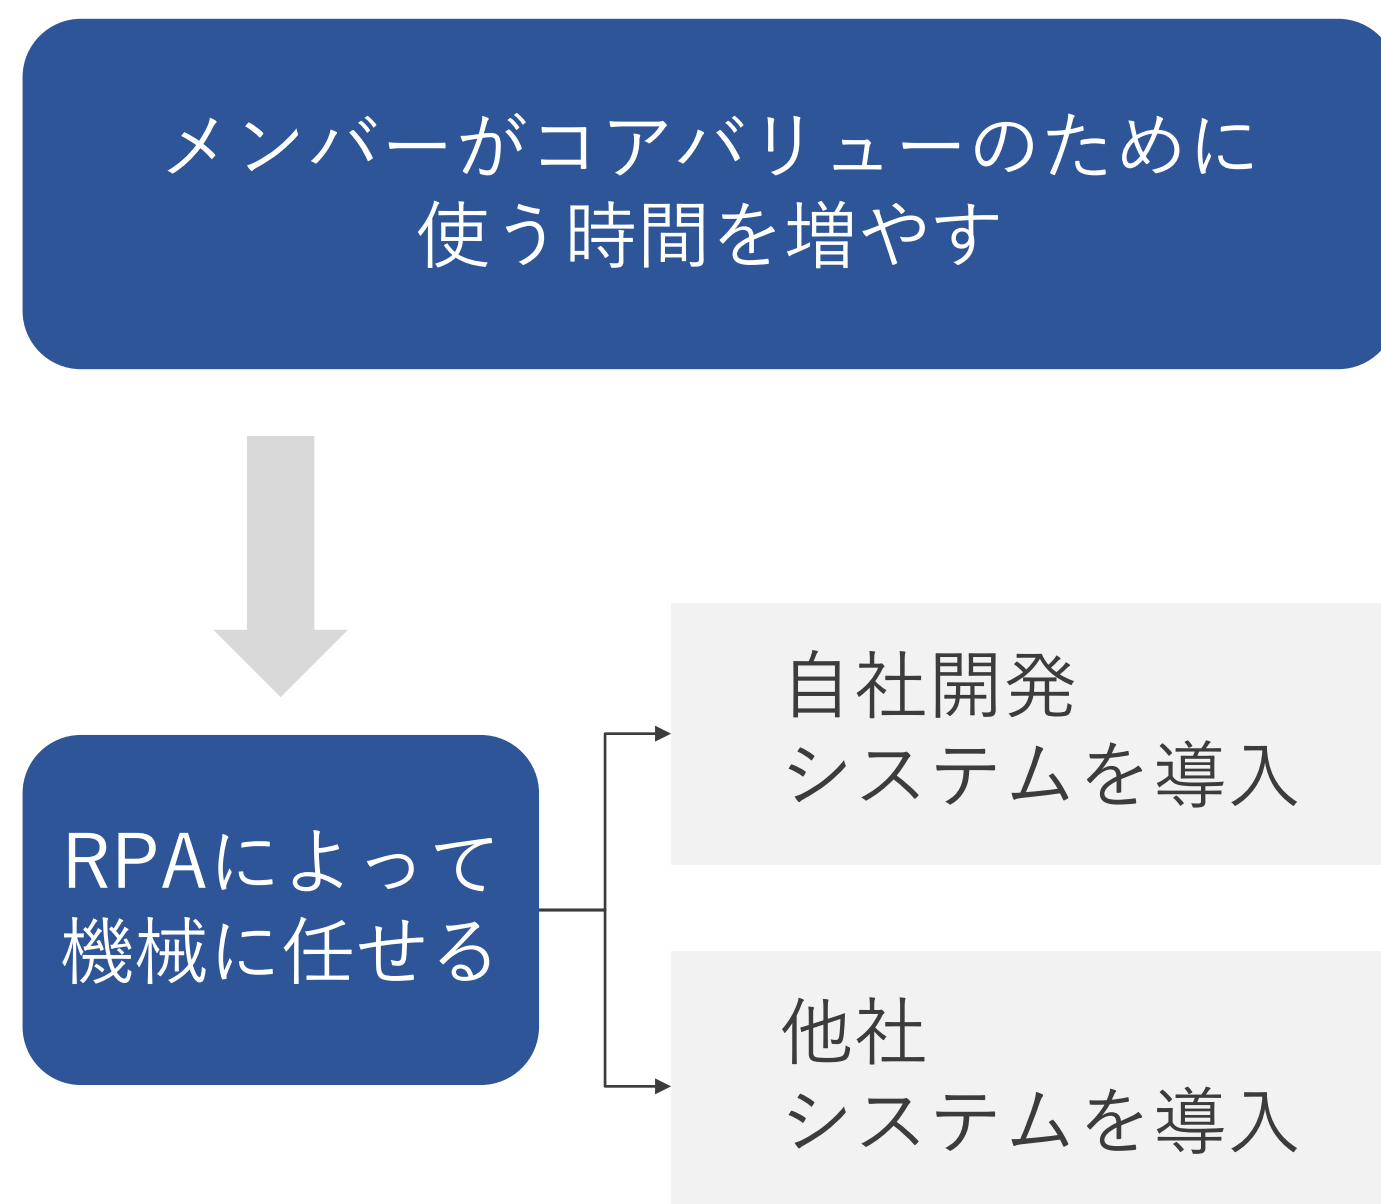 メンバーがコアバリューのために
使う時間を増やす
自社開発
システムを導入
RPAによって
機械に任せる
他社
システムを導入